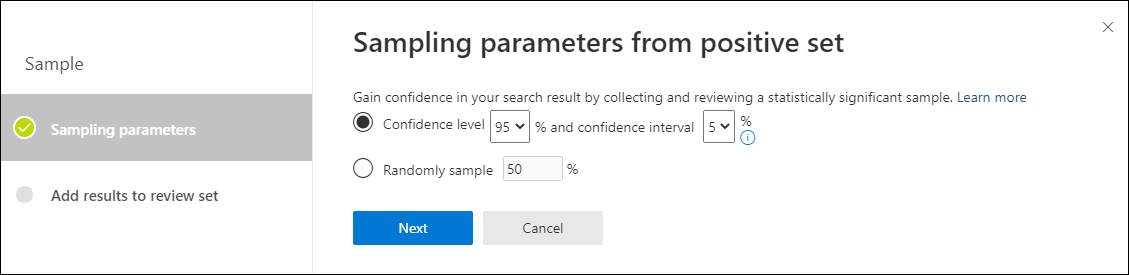 Sample
Sampling parameters
Add results to review set
Sampling parameters from positive set
Gain confidence in your search result by collecting and reviewing a statistically significant sample. Learn more
Confidence level 95 % and confidence interval 5 %
Randomly sample 50 %
Next Cancel